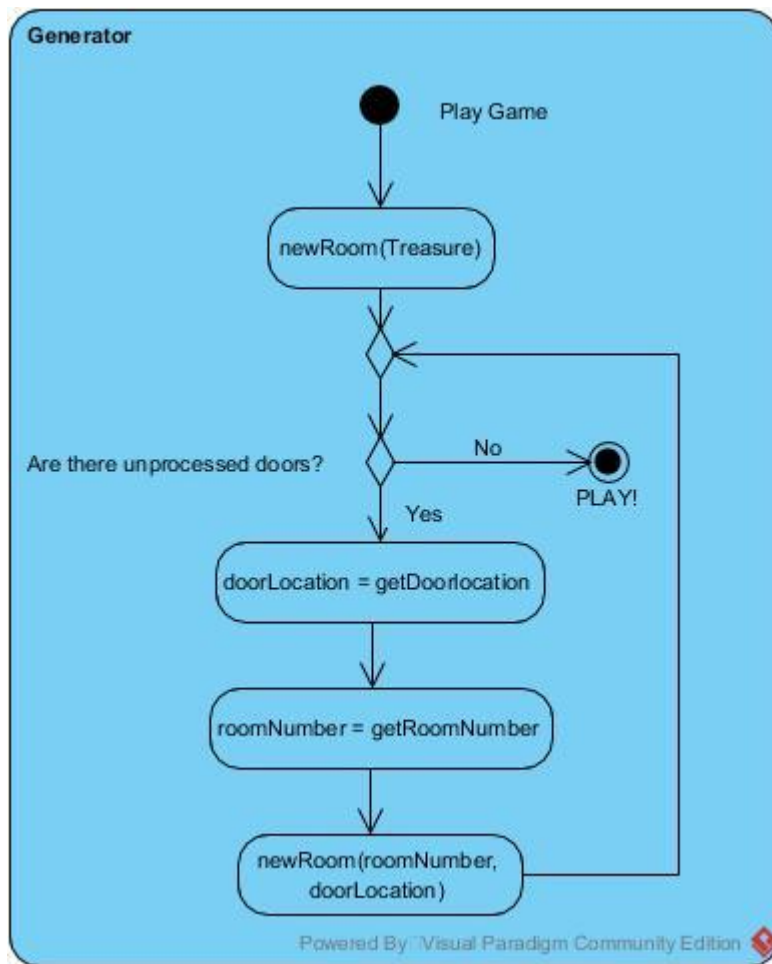 Generator
Play Game
newRoom(Treasure)
No
Are there unprocessed doors?
PLAY!
Yes
doorLocation = getDoorlocation
roomNumber = getRoomNumber
newRoom(roomNumber,
doorLocation)
Powered By Visual Paradigm Community Edition